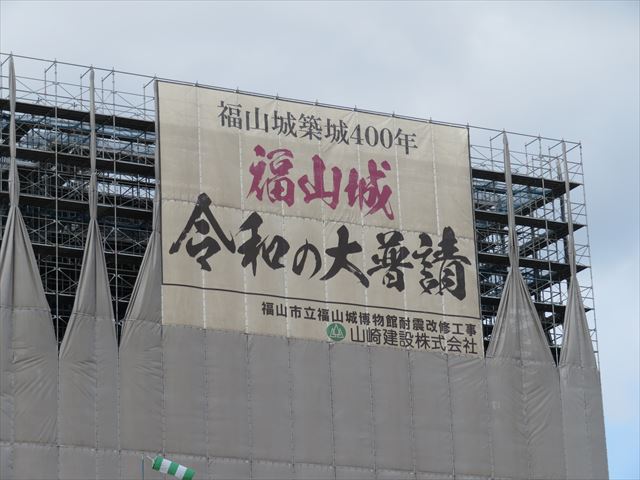 福山城築城400年
福山城
令和の大普請
福山市立福山城博物館耐震改修工事
山崎建設株式会社